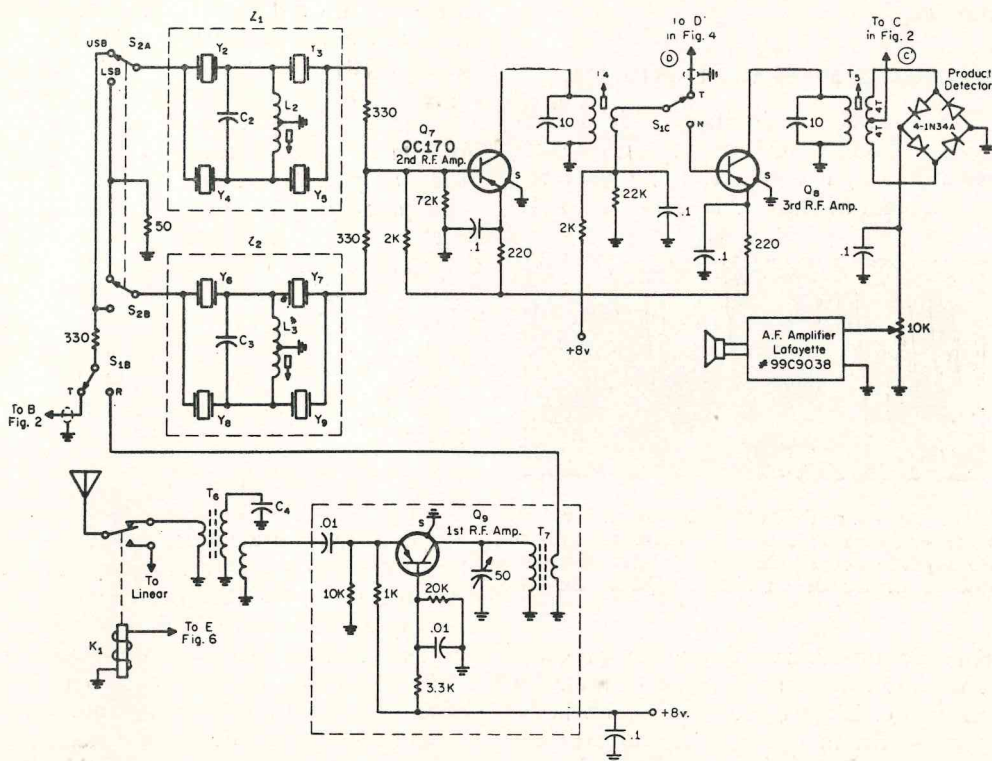 Z1
USB
S2A
LSB
Y2
Y3
C2
L2
Y4
Y5
50
330
330
2K
72K
.1
220
Q7
OC170
2nd R.F. Amp.
S
10
T4
To D
in Fig. 4
D
T
S1C
R
2K
22K
.1
+8v
S
Q8
3rd R.F. Amp.
.1
220
10
T5
To C
in Fig. 2
C
4T
4T
Product
Detector
4-1N34A
.1
10K
A.F. Amplifier
Lafayette
#99C9038
Z2
S2B
Y6
Y7
C3
L3
Y8
Y9
330
S1B
T
R
To B
Fig. 2
T6
C4
To
Linear
K1
To E
Fig. 6
.01
10K
1K
S
Q9
1st R.F. Amp.
20K
.01
3.3K
50
T7
+8v.
.1